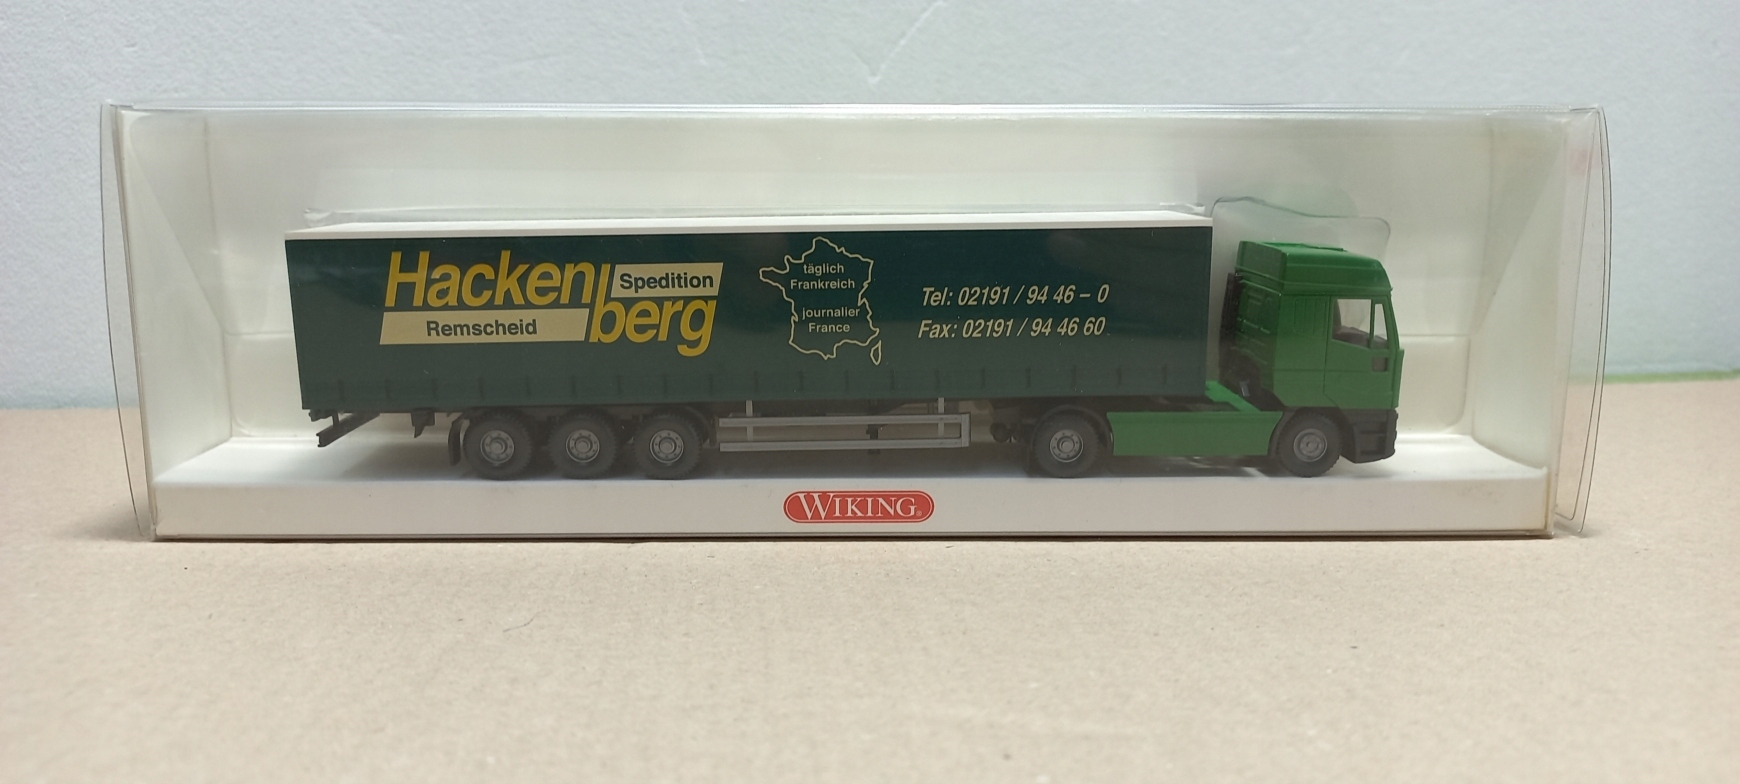 Hacken
Spedition
Remscheid
berg
täglich
Frankreich
journalier
France
Tel: 02191 / 94 46 – 0
Fax: 02191 / 94 46 60
WIKING®